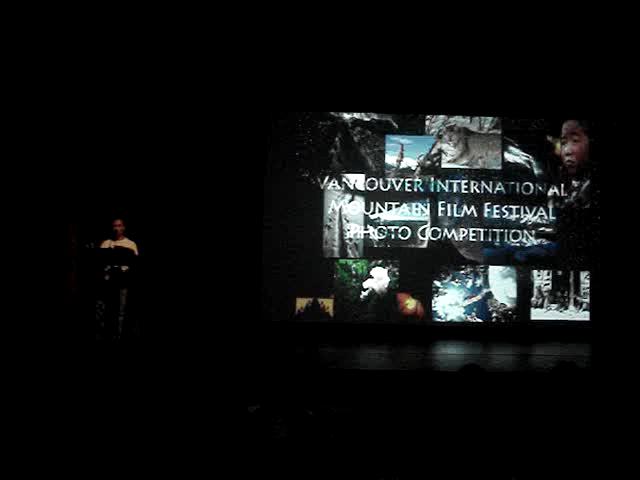 Vancouver International
Mountain Film Festival
Photo Competition